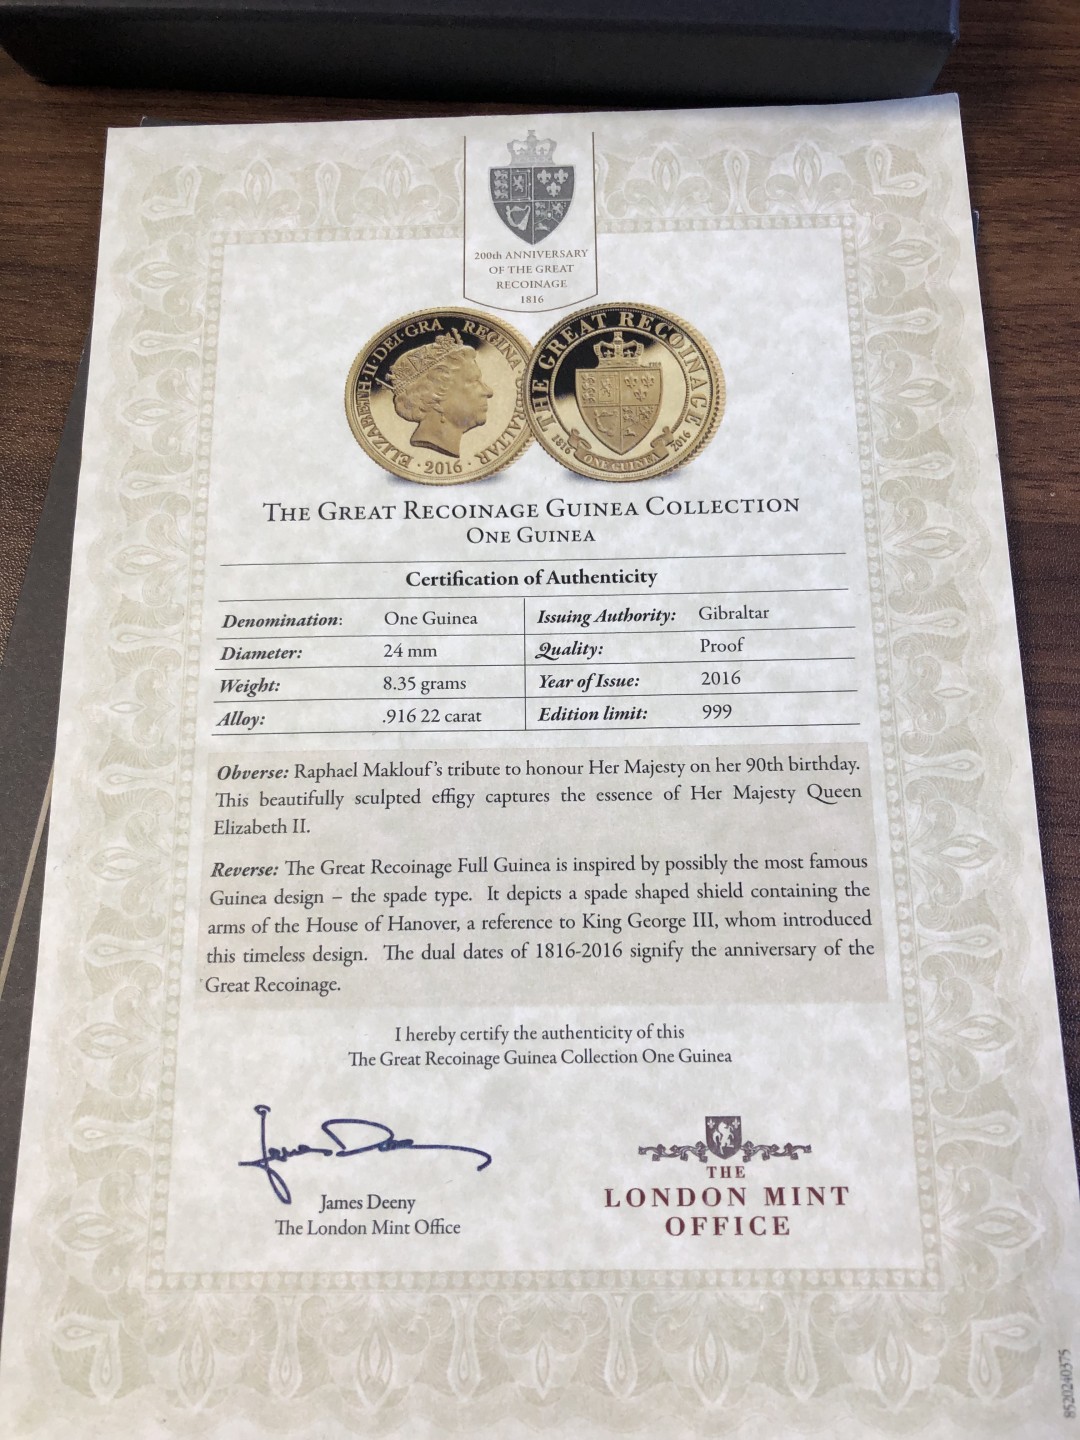 200th ANNIVERSARY
OF THE GREAT
RECOINAGE
1816
ELIZABETH·II·DEI·GRA REGINA·GIBRALTAR
· 2016 ·
THE GREAT RECOINAGE
1816 ONE GUINEA 2016
THE GREAT RECOINAGE GUINEA COLLECTION
ONE GUINEA
Certification of Authenticity
Denomination: One Guinea Issuing Authority: Gibraltar
Diameter: 24 mm Quality: Proof
Weight: 8.35 grams Year of Issue: 2016
Alloy: .916 22 carat Edition limit: 999
Obverse: Raphael Maklouf's tribute to honour Her Majesty on her 90th birthday.
This beautifully sculpted effigy captures the essence of Her Majesty Queen
Elizabeth II.
Reverse: The Great Recoinage Full Guinea is inspired by possibly the most famous
Guinea design – the spade type. It depicts a spade shaped shield containing the
arms of the House of Hanover, a reference to King George III, whom introduced
this timeless design. The dual dates of 1816-2016 signify the anniversary of the
Great Recoinage.
I hereby certify the authenticity of this
The Great Recoinage Guinea Collection One Guinea
James Deeny
The London Mint Office
THE
LONDON MINT
OFFICE
8520240375